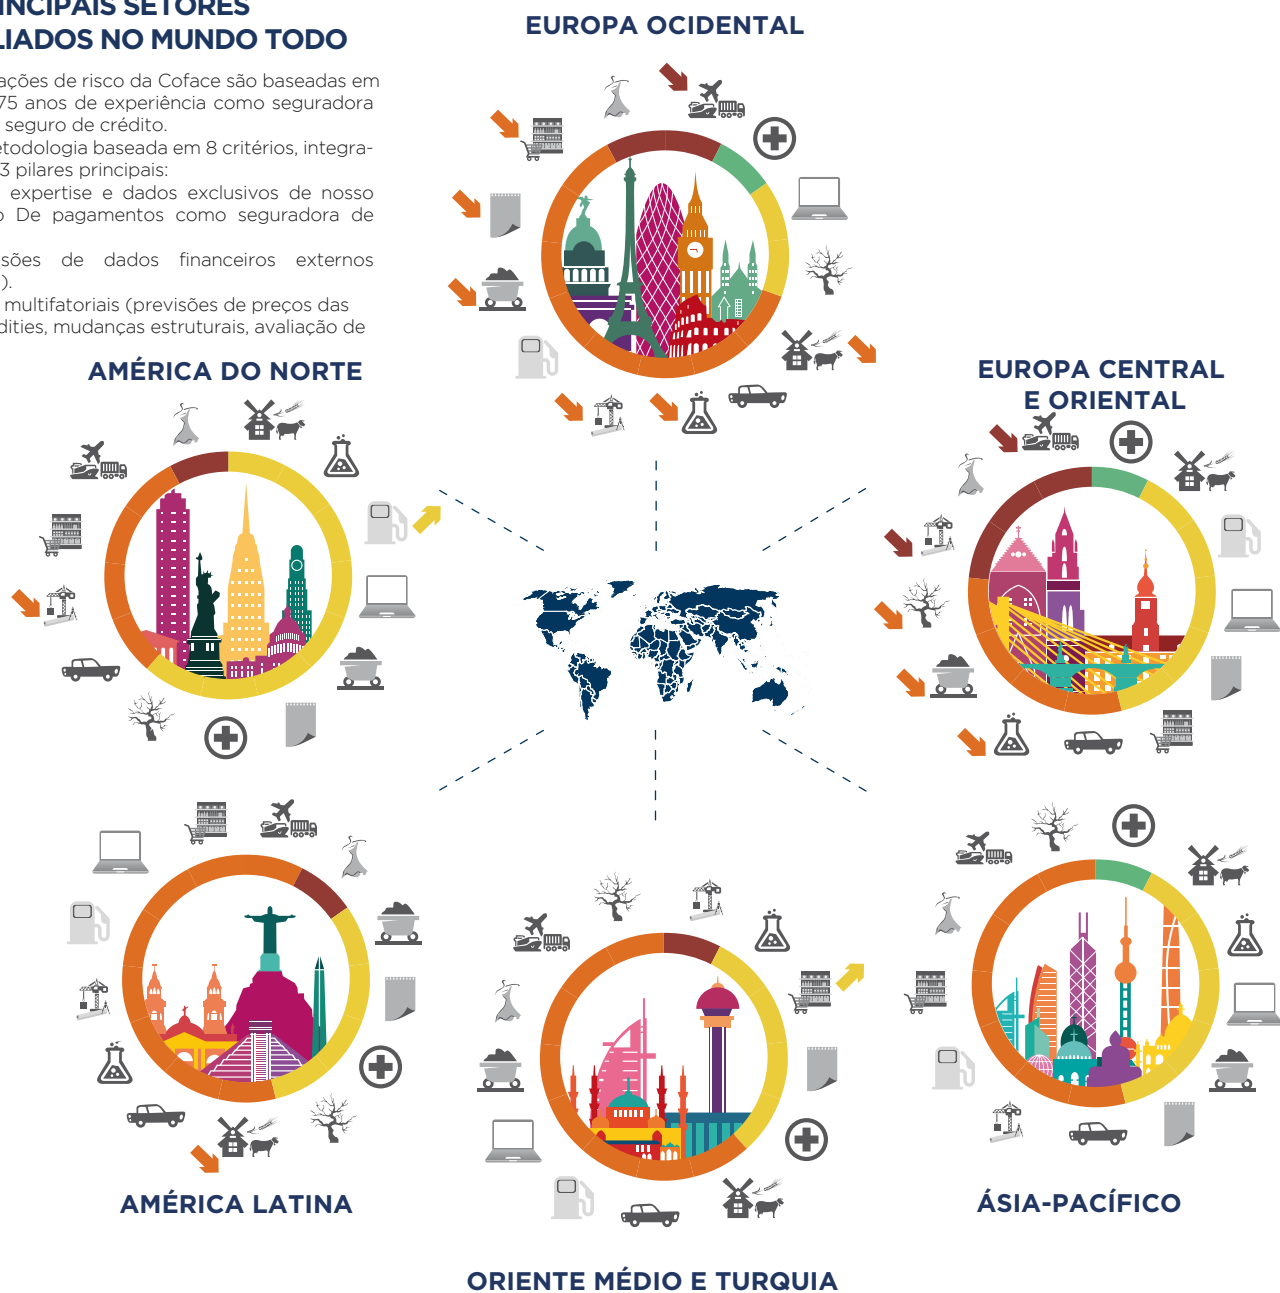 INCIPAIS SETORES
LIADOS NO MUNDO TODO
ações de risco da Coface são baseadas em
75 anos de experiência como seguradora
seguro de crédito.
etodologia baseada em 8 critérios, integra-
3 pilares principais:
expertise e dados exclusivos de nosso
o De pagamentos como seguradora de
sões de dados financeiros externos
).
multifatoriais (previsões de preços das
dities, mudanças estruturais, avaliação de
EUROPA OCIDENTAL
AMÉRICA DO NORTE
EUROPA CENTRAL
E ORIENTAL
AMÉRICA LATINA
ÁSIA-PACÍFICO
ORIENTE MÉDIO E TURQUIA